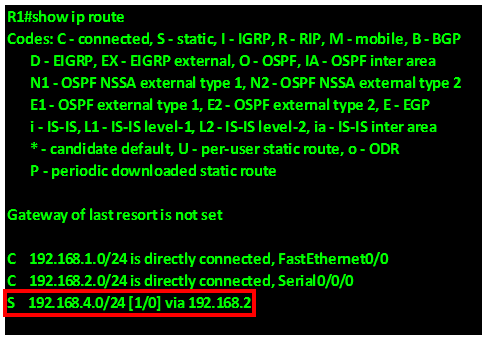 R1#show ip route
Codes: C - connected, S - static, I - IGRP, R - RIP, M - mobile, B - BGP
D - EIGRP, EX - EIGRP external, O - OSPF, IA - OSPF inter area
N1 - OSPF NSSA external type 1, N2 - OSPF NSSA external type 2
E1 - OSPF external type 1, E2 - OSPF external type 2, E - EGP
i - IS-IS, L1 - IS-IS level-1, L2 - IS-IS level-2, ia - IS-IS inter area
* - candidate default, U - per-user static route, o - ODR
P - periodic downloaded static route
Gateway of last resort is not set
C 192.168.1.0/24 is directly connected, FastEthernet0/0
C 192.168.2.0/24 is directly connected, Serial0/0/0
S 192.168.4.0/24 [1/0] via 192.168.2